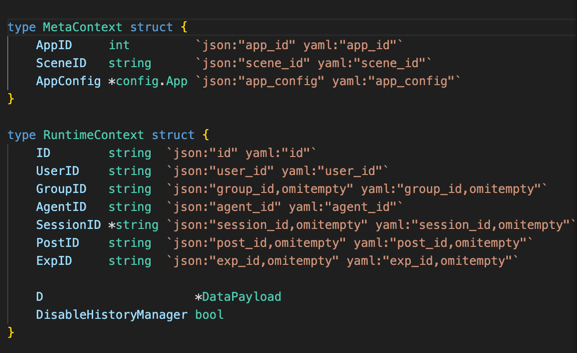 type MetaContext struct {
    AppID     int         `json:"app_id" yaml:"app_id"`
    SceneID   string      `json:"scene_id" yaml:"scene_id"`
    AppConfig *config.App `json:"app_config" yaml:"app_config"`
}
type RuntimeContext struct {
    ID        string  `json:"id" yaml:"id"`
    UserID    string  `json:"user_id" yaml:"user_id"`
    GroupID   string  `json:"group_id,omitempty" yaml:"group_id,omitempty"`
    AgentID   string  `json:"agent_id" yaml:"agent_id"`
    SessionID *string `json:"session_id,omitempty" yaml:"session_id,omitempty"`
    PostID    string  `json:"post_id,omitempty" yaml:"post_id,omitempty"`
    ExpID     string  `json:"exp_id,omitempty" yaml:"exp_id,omitempty"`
    D                     *DataPayload
    DisableHistoryManager bool
}